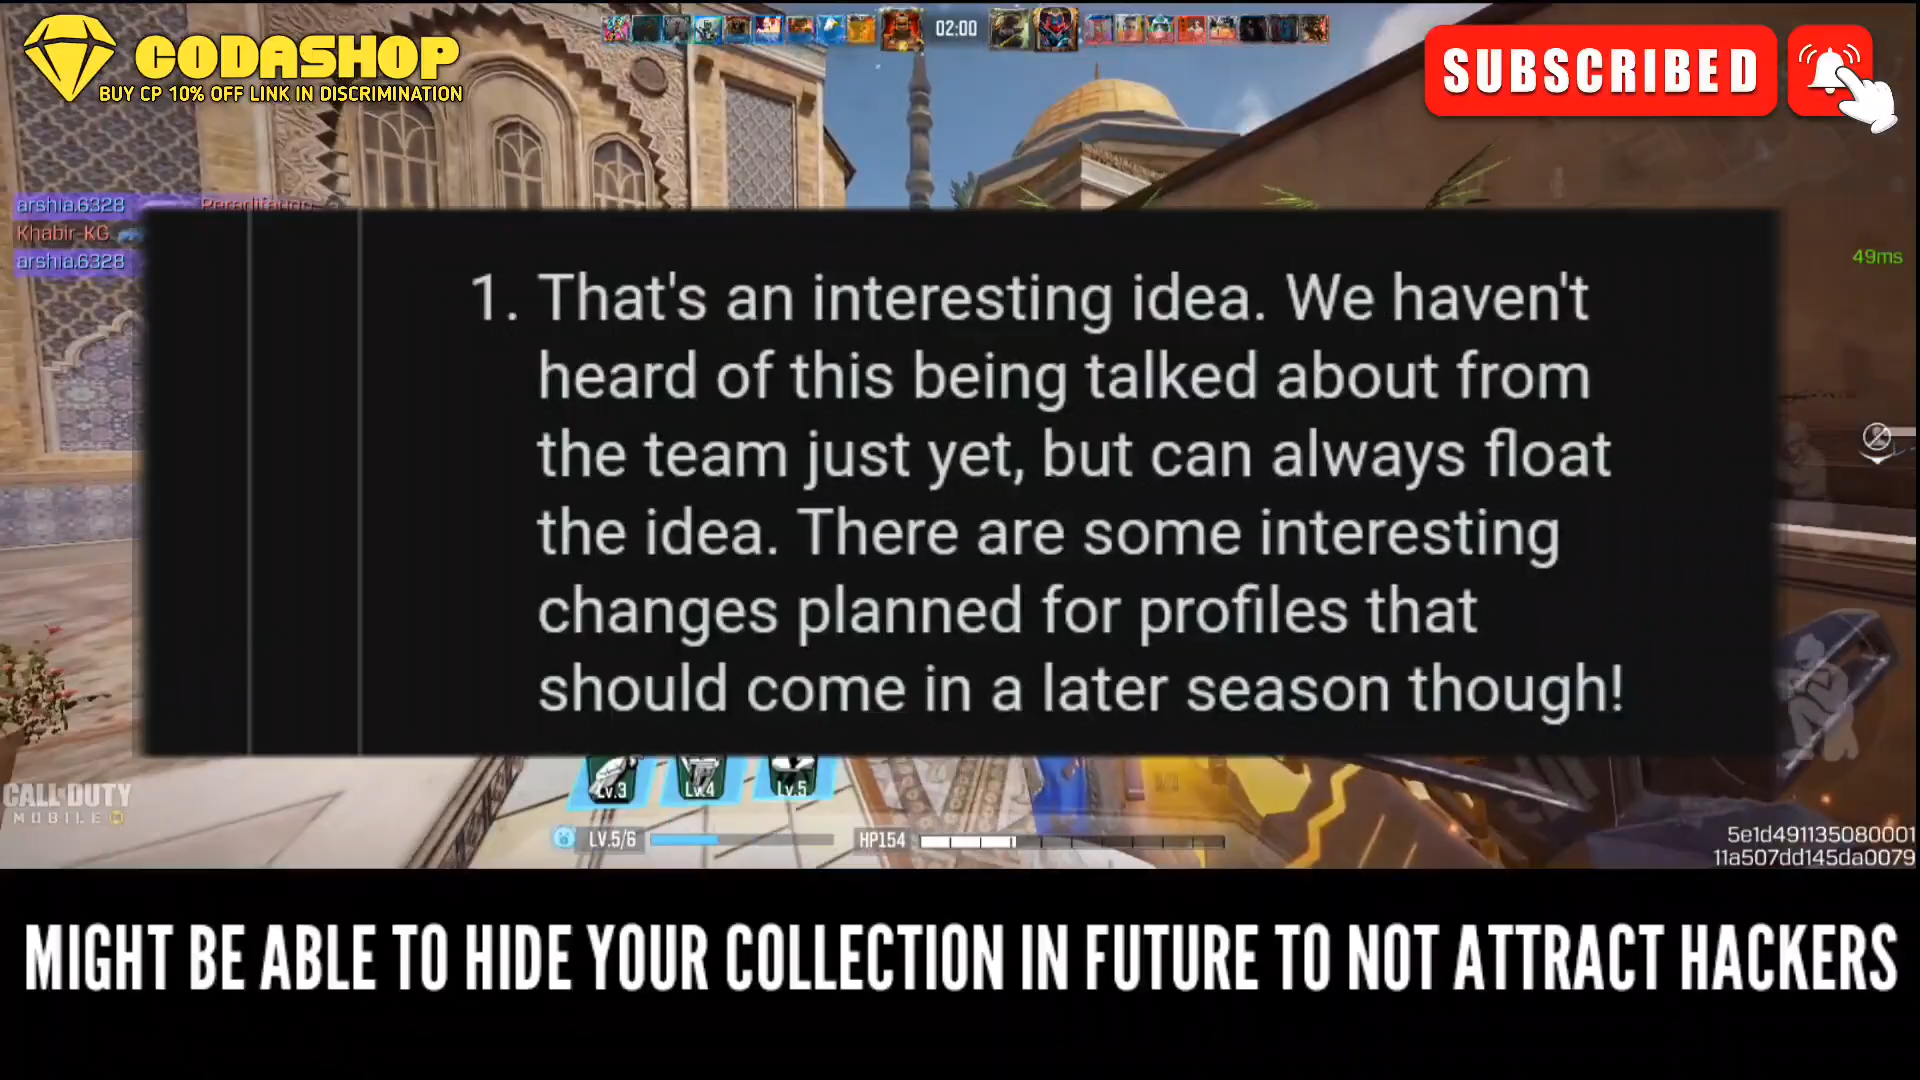 CODASHOP
BUY CP 10% OFF LINK IN DISCRIMINATION
02:00
SUBSCRIBED
arshia.6328
Khabir-KG
arshia.6328
49ms
1. That's an interesting idea. We haven't
heard of this being talked about from
the team just yet, but can always float
the idea. There are some interesting
changes planned for profiles that
should come in a later season though!
Lv.3 Lv.4 Lv.5
CALL OF DUTY
MOBILE
LV.5/6
HP154
5e1d491135080001
11a507dd145da0079
MIGHT BE ABLE TO HIDE YOUR COLLECTION IN FUTURE TO NOT ATTRACT HACKERS